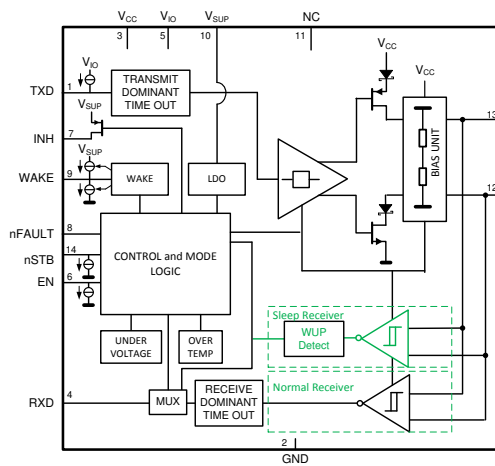 VCC VIO VSUP NC
3 5 10 11
VIO
VCC
TXD 1
TRANSMIT
DOMINANT
TIME OUT
VCC
VSUP
INH 7
13
BIAS UNIT
VSUP
WAKE 9
WAKE
LDO
12
nFAULT 8
CONTROL and MODE
LOGIC
nSTB 14
EN 6
Sleep Receiver
WUP
Detect
UNDER
VOLTAGE
OVER
TEMP
Normal Receiver
RXD 4
MUX
RECEIVE
DOMINANT
TIME OUT
2
GND